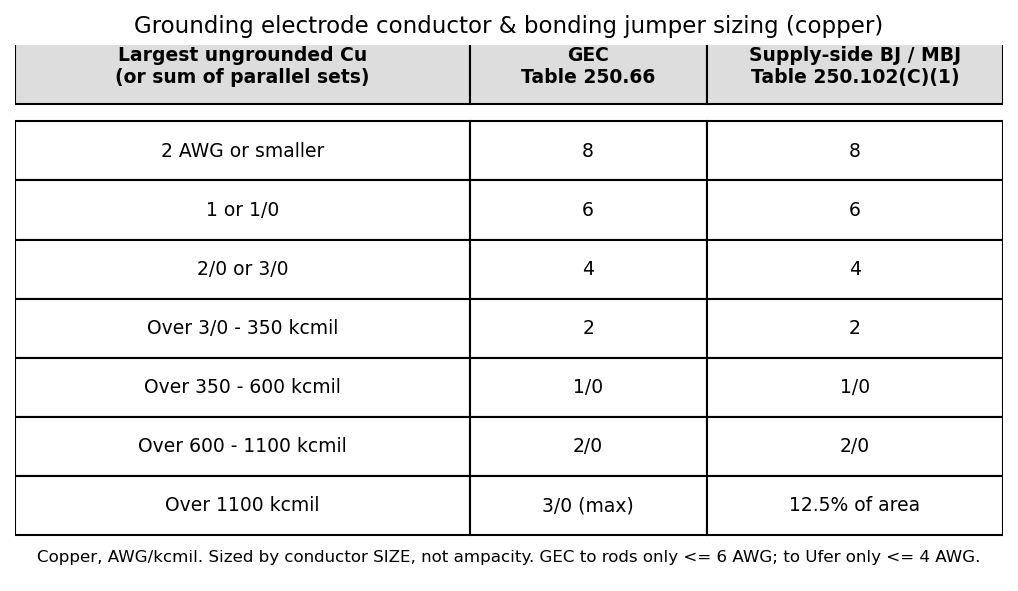 Grounding electrode conductor & bonding jumper sizing (copper)
Largest ungrounded Cu
(or sum of parallel sets)
GEC
Table 250.66
Supply-side BJ / MBJ
Table 250.102(C)(1)
2 AWG or smaller
8
8
1 or 1/0
6
6
2/0 or 3/0
4
4
Over 3/0 - 350 kcmil
2
2
Over 350 - 600 kcmil
1/0
1/0
Over 600 - 1100 kcmil
2/0
2/0
Over 1100 kcmil
3/0 (max)
12.5% of area
Copper, AWG/kcmil. Sized by conductor SIZE, not ampacity. GEC to rods only <= 6 AWG; to Ufer only <= 4 AWG.